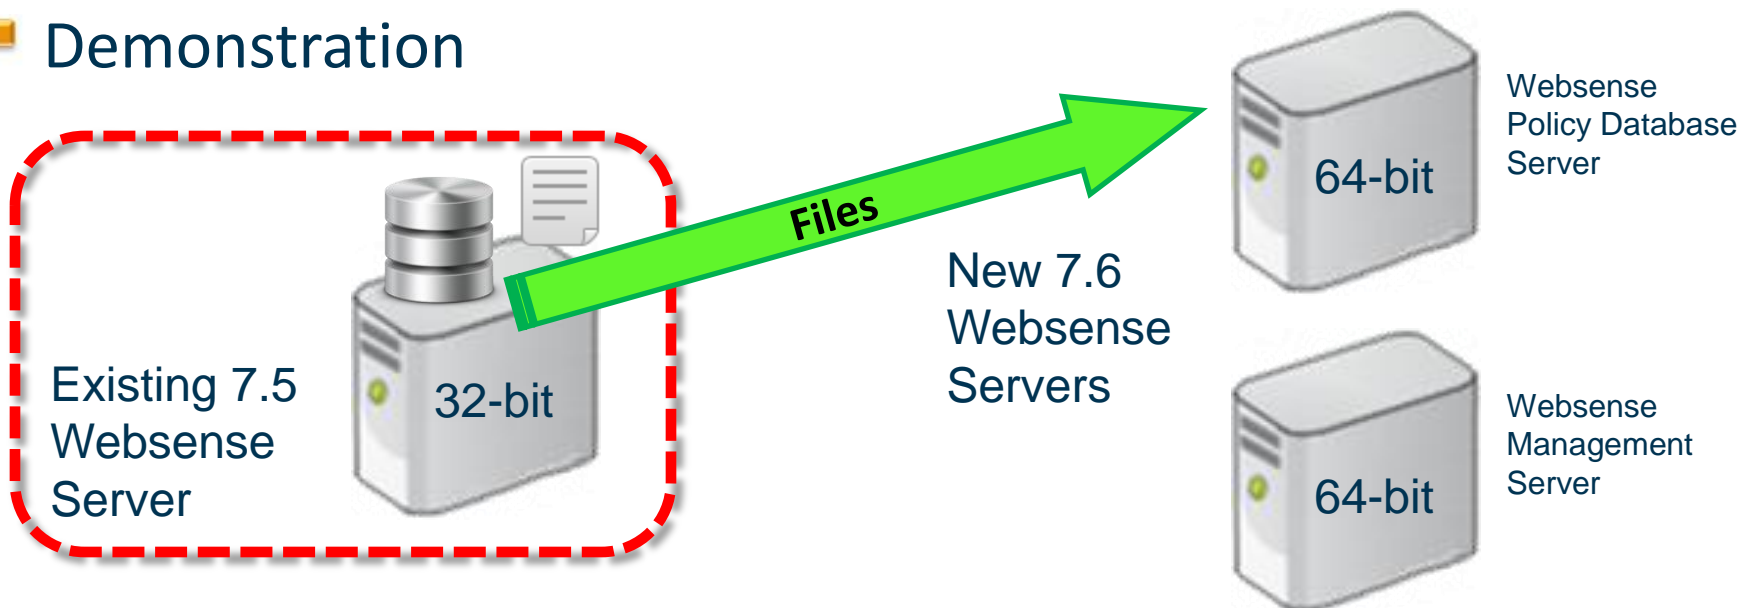 Demonstration
Existing 7.5
Websense
Server
32-bit
Files
New 7.6
Websense
Servers
64-bit
Websense
Policy Database
Server
64-bit
Websense
Management
Server